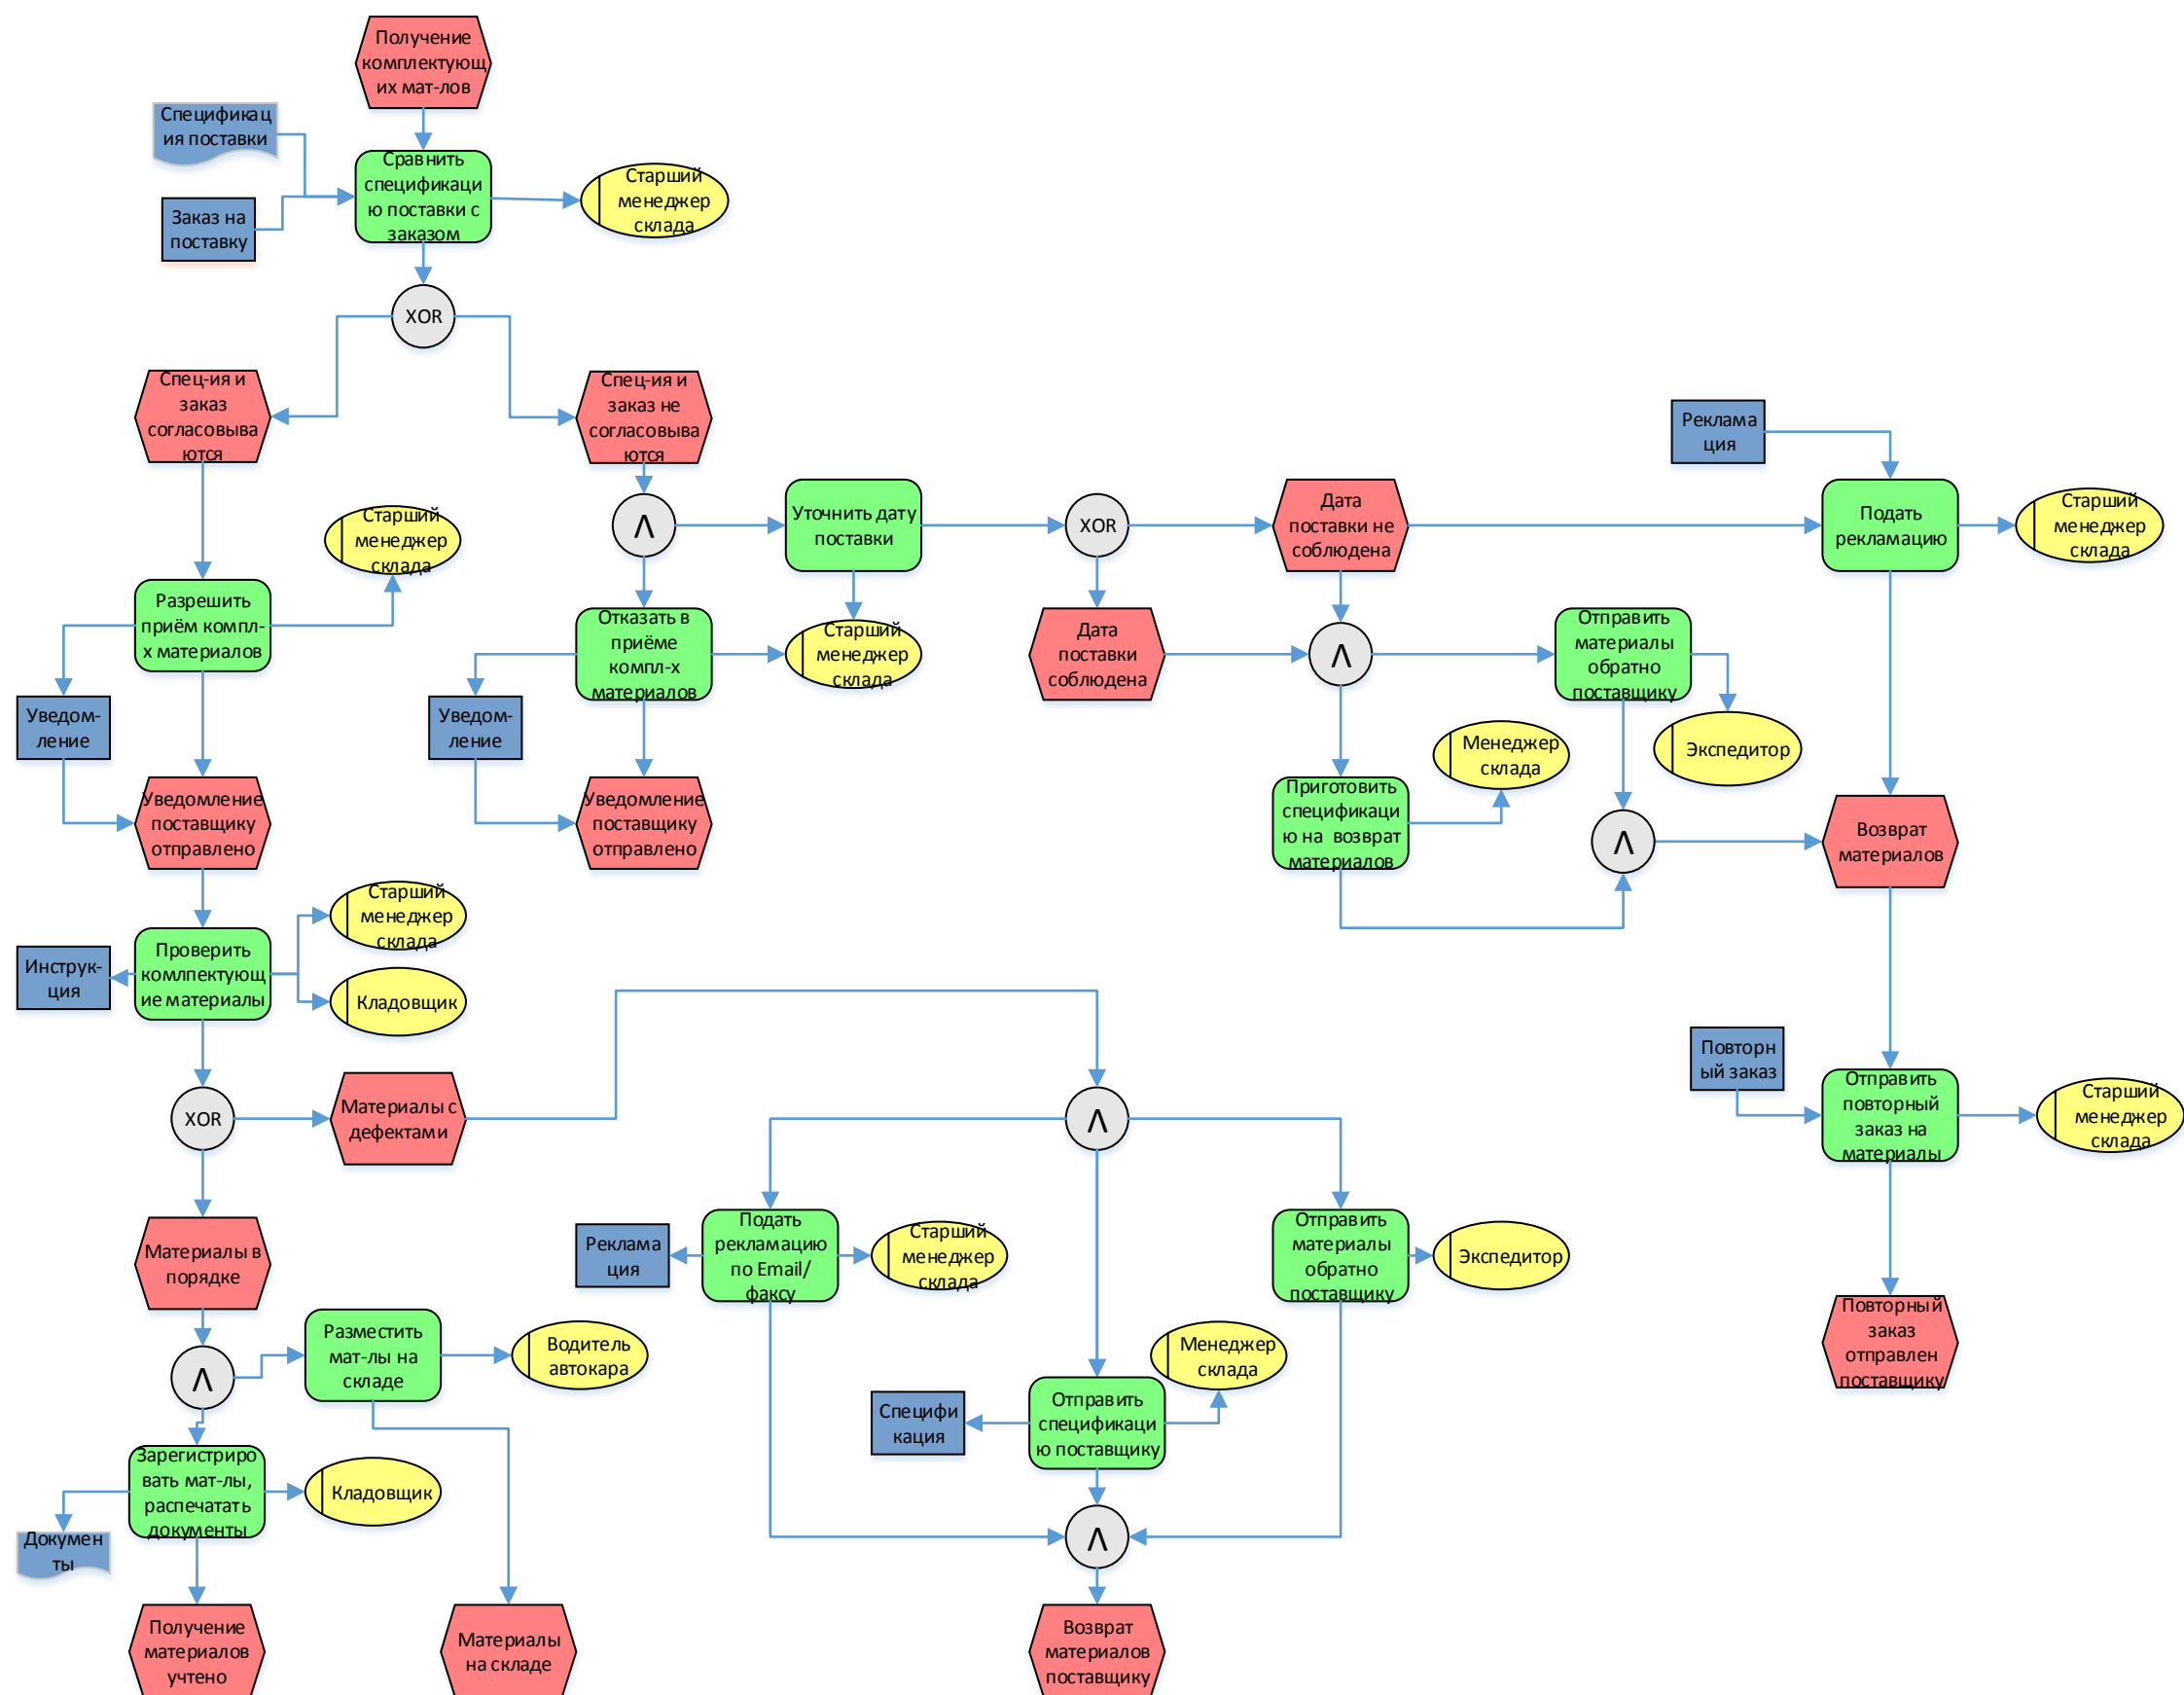 Получение
комплектующ
их мат-лов
Спецификац
ия поставки
Заказ на
поставку
Сравнить
спецификаци
ю поставки с
заказом
Старший
менеджер
склада
XOR
Спец-ия и
заказ
согласовыва
ются
Спец-ия и
заказ не
согласовыва
ются
Реклама
ция
Старший
менеджер
склада
Λ
Уточнить дату
поставки
XOR
Дата
поставки не
соблюдена
Подать
рекламацию
Старший
менеджер
склада
Разрешить
приём компл-
х материалов
Отказать в
приёме
компл-х
материалов
Старший
менеджер
склада
Дата
поставки
соблюдена
Λ
Отправить
материалы
обратно
поставщику
Уведом-
ление
Уведом-
ление
Менеджер
склада
Экспедитор
Уведомление
поставщику
отправлено
Уведомление
поставщику
отправлено
Приготовить
спецификаци
ю на возврат
материалов
Λ
Возврат
материалов
Старший
менеджер
склада
Инструк-
ция
Проверить
комлпектующ
ие материалы
Кладовщик
XOR
Материалы с
дефектами
Λ
Повторн
ый заказ
Отправить
повторный
заказ на
материалы
Старший
менеджер
склада
Материалы в
порядке
Реклама
ция
Подать
рекламацию
по Email/
факсу
Старший
менеджер
склада
Отправить
материалы
обратно
поставщику
Экспедитор
Λ
Разместить
мат-лы на
складе
Водитель
автокара
Менеджер
склада
Повторный
заказ
отправлен
поставщику
Специфи
кация
Отправить
спецификаци
ю поставщику
Зарегистриро
вать мат-лы,
распечатать
документы
Кладовщик
Докумен
ты
Λ
Получение
материалов
учтено
Материалы
на складе
Возврат
материалов
поставщику